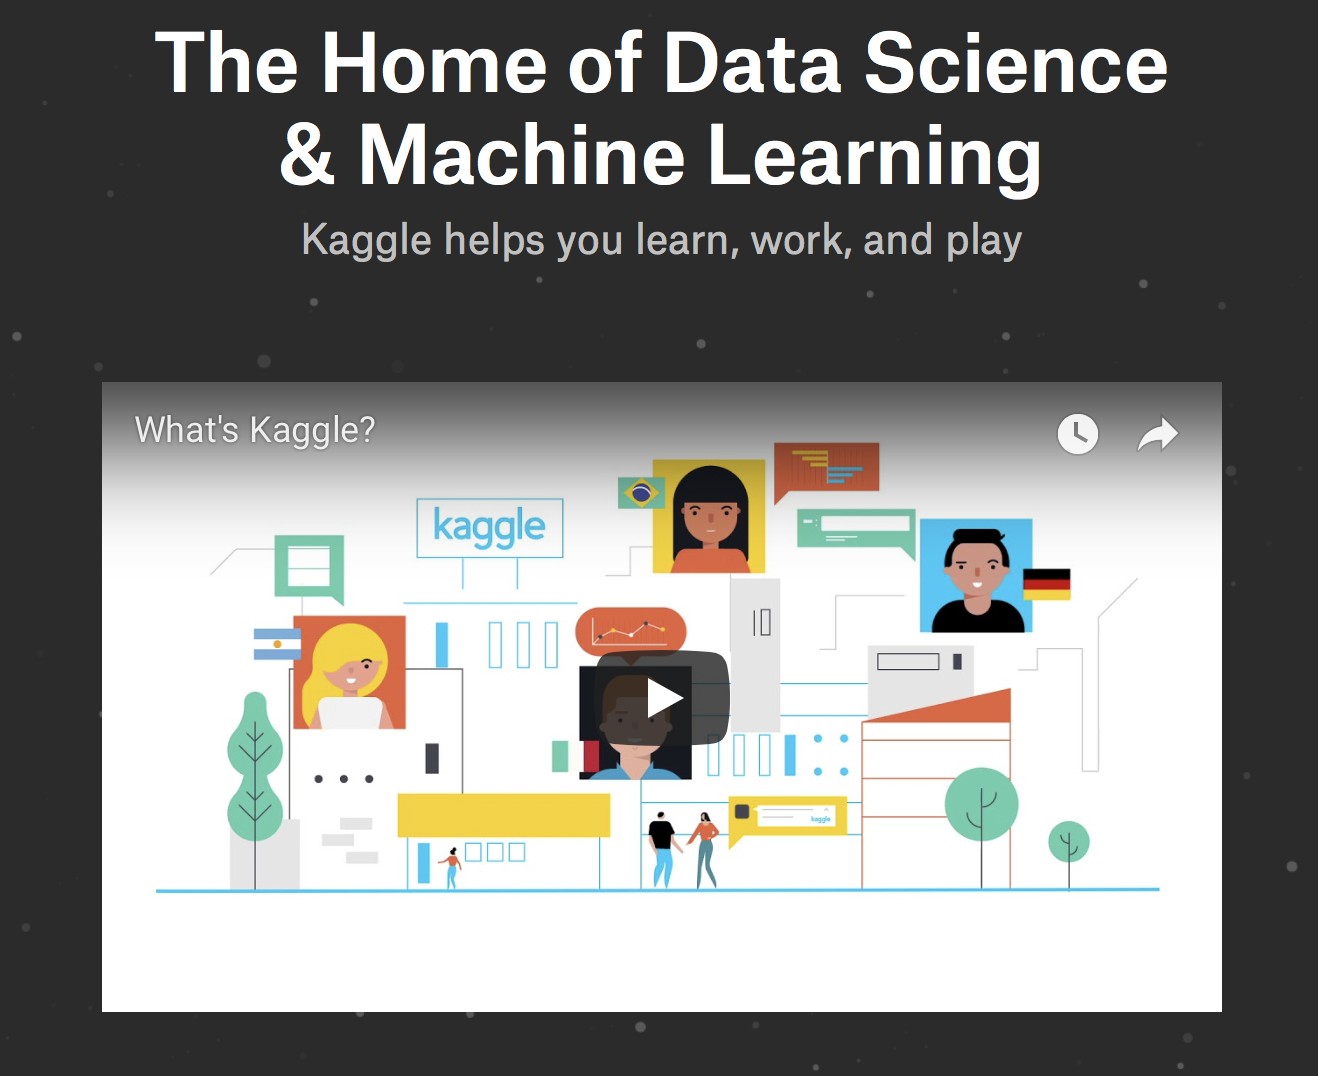 The Home of Data Science
& Machine Learning
Kaggle helps you learn, work, and play
What's Kaggle?
kaggle
kaggle